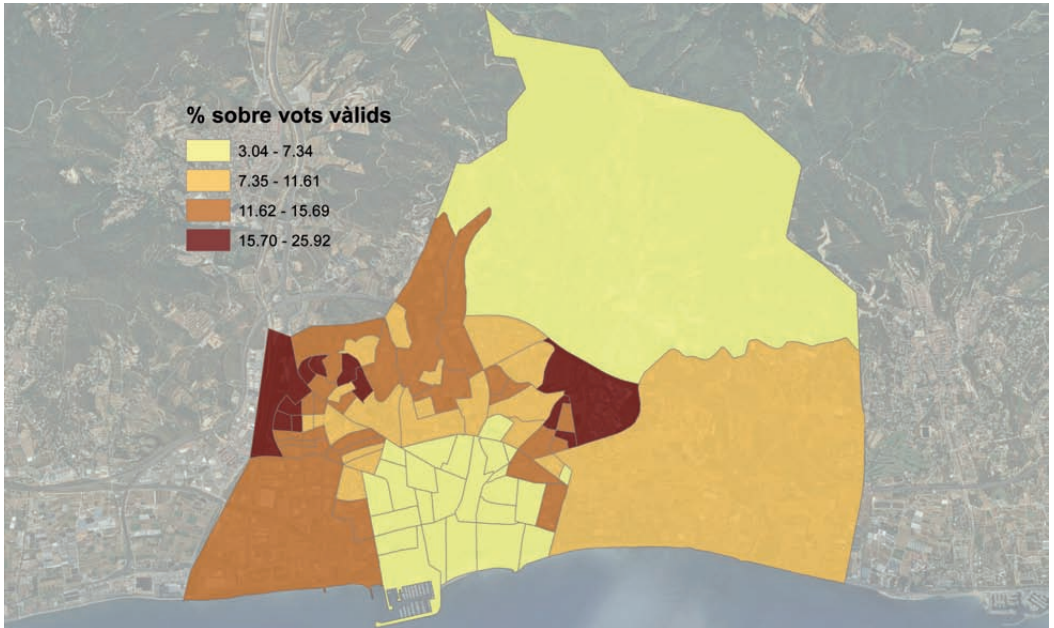 % sobre vots vàlids
3.04 - 7.34
7.35 - 11.61
11.62 - 15.69
15.70 - 25.92